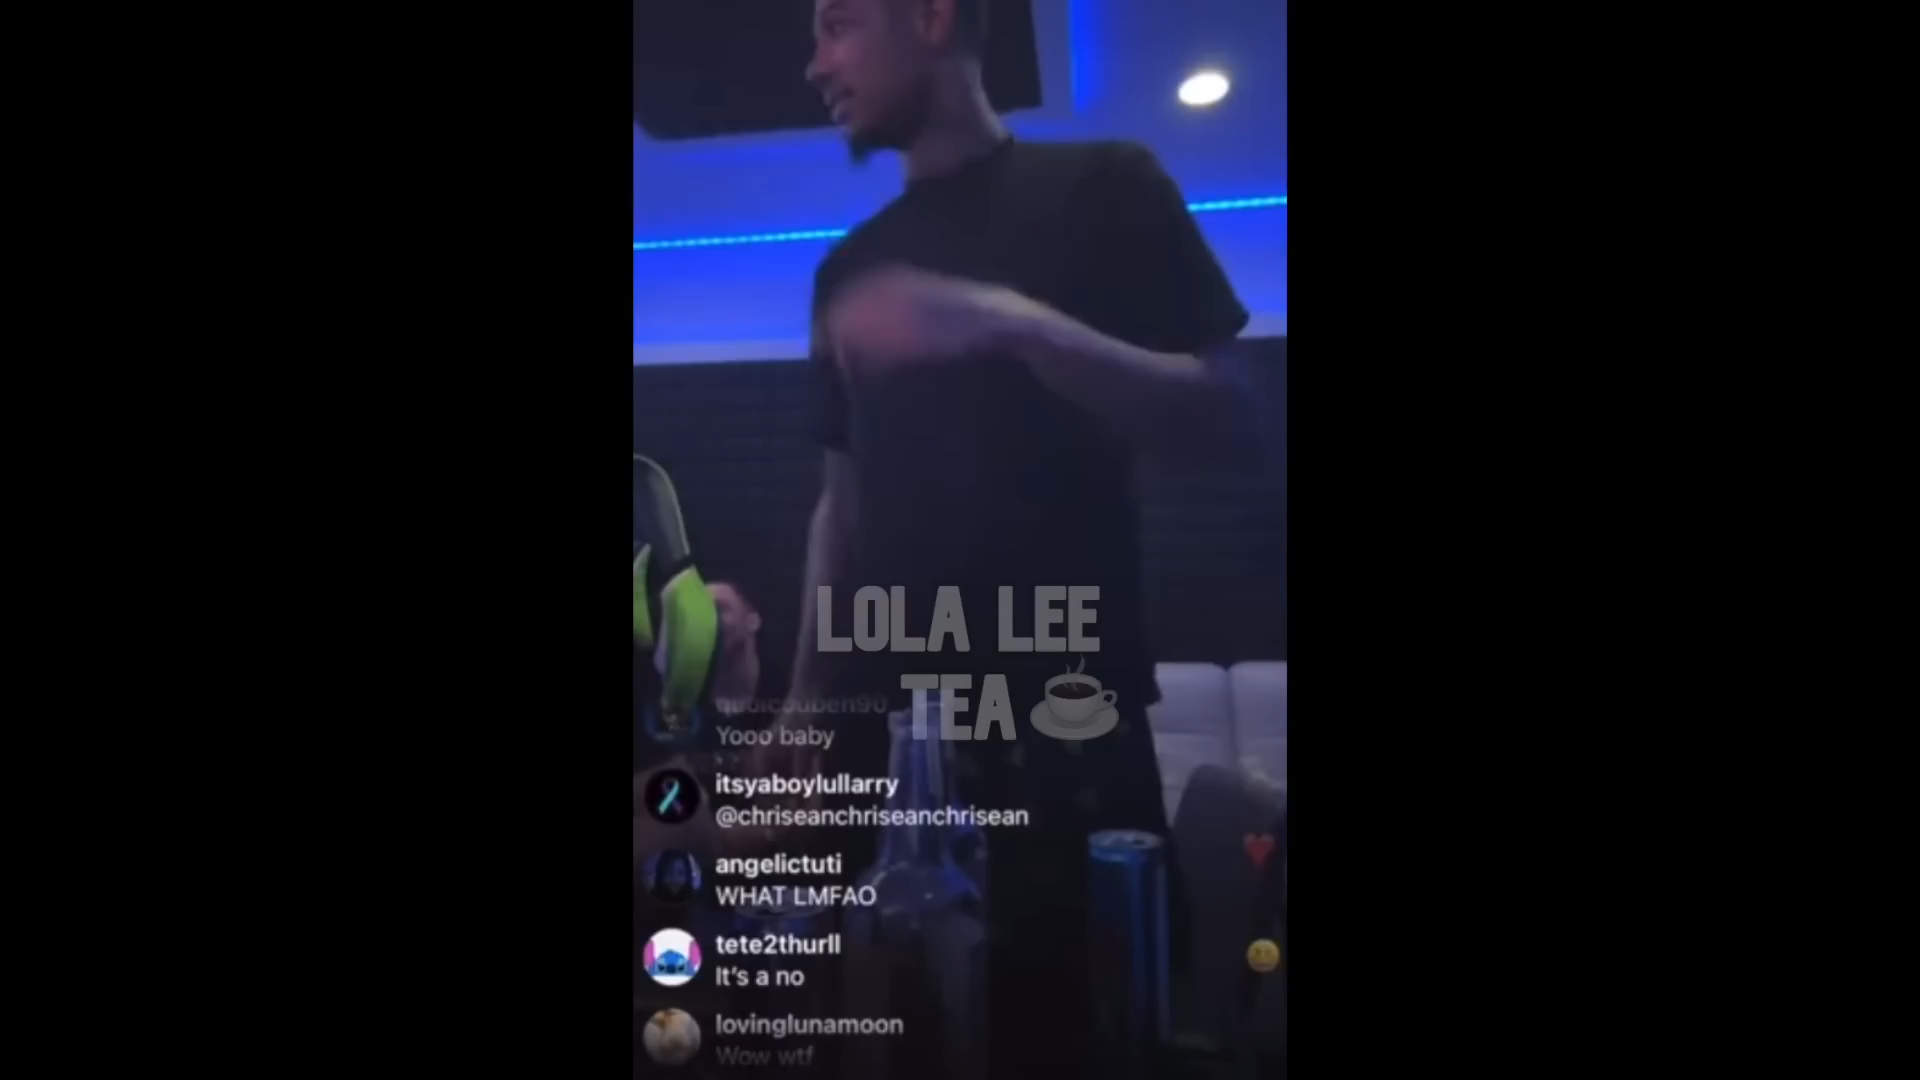 LOLA LEE
TEA
Yooo baby
itsyaboylullarry
@chriseanchriseanchrisean
angelictuti
WHAT LMFAO
tete2thurll
It's a no
lovinglunamoon
Wow wtf